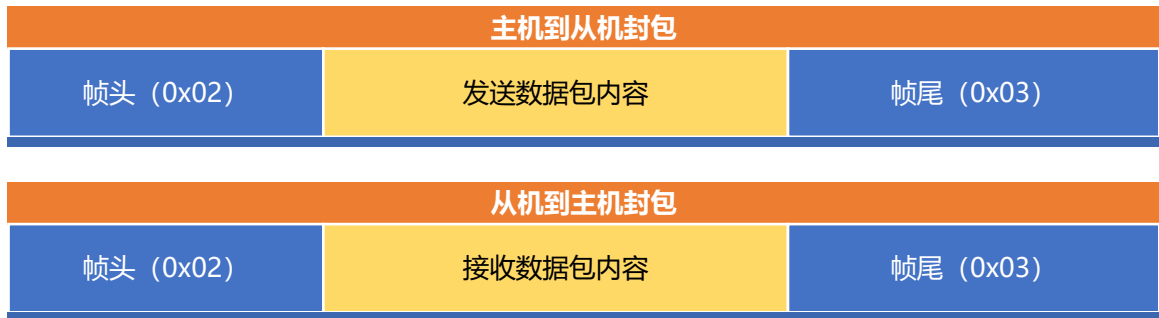 主机到从机封包
帧头（0x02） 发送数据包内容 帧尾（0x03）
从机到主机封包
帧头（0x02） 接收数据包内容 帧尾（0x03）